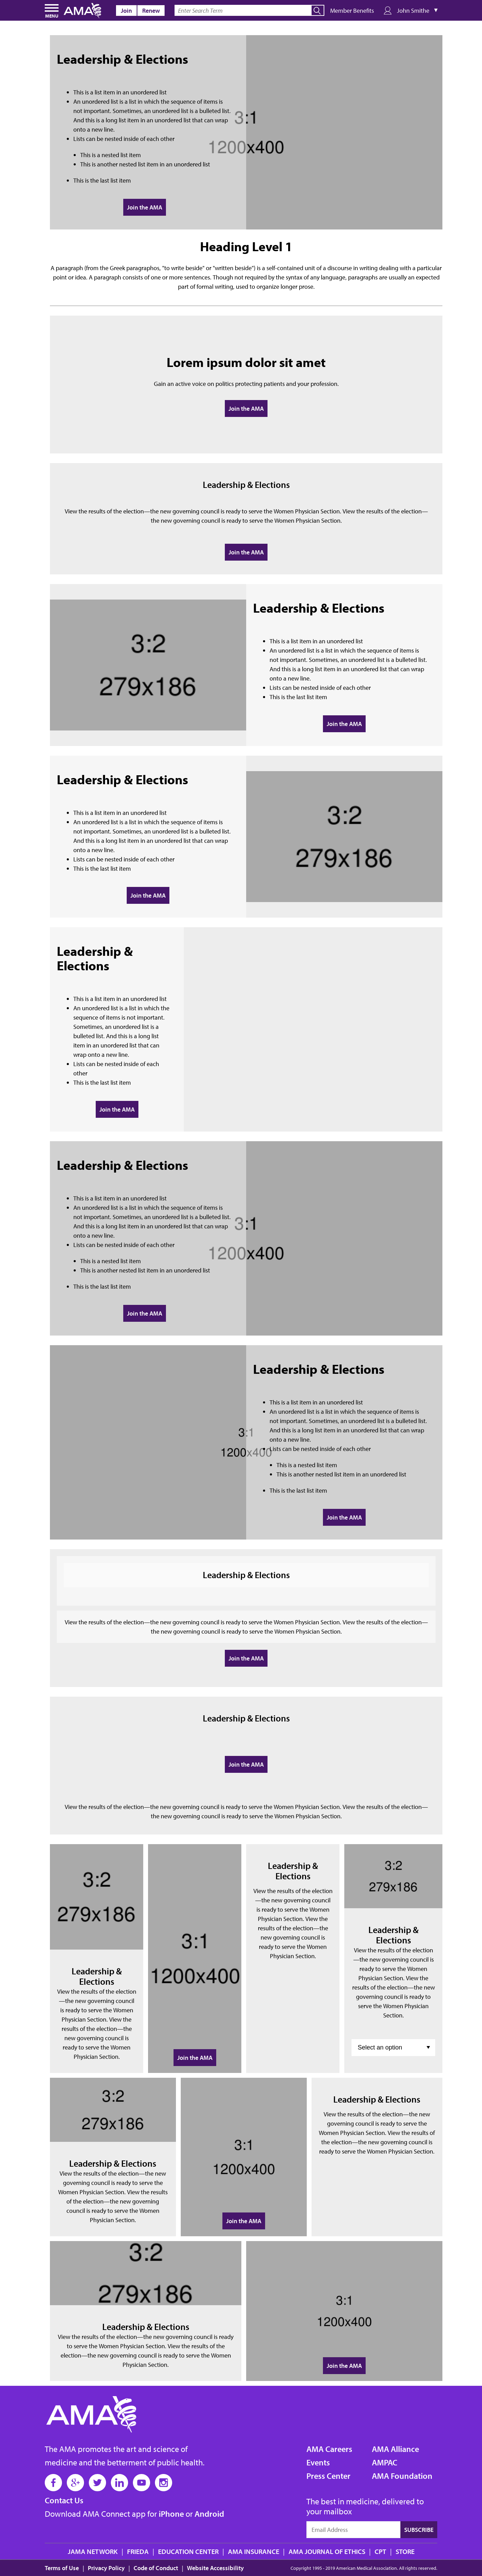 MENU
AMA
Join
Renew
Enter Search Term
Member Benefits
John Smithe
Leadership & Elections
This is a list item in an unordered list
An unordered list is a list in which the sequence of items is
not important. Sometimes, an unordered list is a bulleted list.
And this is a long list item in an unordered list that can wrap
onto a new line.
Lists can be nested inside of each other
This is a nested list item
This is another nested list item in an unordered list
This is the last list item
Join the AMA
3:1
1200x400
Heading Level 1
A paragraph (from the Greek paragraphos, "to write beside" or "written beside") is a self-contained unit of a discourse in writing dealing with a particular
point or idea. A paragraph consists of one or more sentences. Though not required by the syntax of any language, paragraphs are usually an expected
part of formal writing, used to organize longer prose.
Lorem ipsum dolor sit amet
Gain an active voice on politics protecting patients and your profession.
Join the AMA
Leadership & Elections
View the results of the election—the new governing council is ready to serve the Women Physician Section. View the results of the election—
the new governing council is ready to serve the Women Physician Section.
Join the AMA
3:2
279x186
Leadership & Elections
This is a list item in an unordered list
An unordered list is a list in which the sequence of items is
not important. Sometimes, an unordered list is a bulleted list.
And this is a long list item in an unordered list that can wrap
onto a new line.
Lists can be nested inside of each other
This is the last list item
Join the AMA
Leadership & Elections
This is a list item in an unordered list
An unordered list is a list in which the sequence of items is
not important. Sometimes, an unordered list is a bulleted list.
And this is a long list item in an unordered list that can wrap
onto a new line.
Lists can be nested inside of each other
This is the last list item
Join the AMA
3:2
279x186
Leadership &
Elections
This is a list item in an unordered list
An unordered list is a list in which the
sequence of items is not important.
Sometimes, an unordered list is a
bulleted list. And this is a long list
item in an unordered list that can
wrap onto a new line.
Lists can be nested inside of each
other
This is the last list item
Join the AMA
Leadership & Elections
This is a list item in an unordered list
An unordered list is a list in which the sequence of items is
not important. Sometimes, an unordered list is a bulleted list.
And this is a long list item in an unordered list that can wrap
onto a new line.
Lists can be nested inside of each other
This is a nested list item
This is another nested list item in an unordered list
This is the last list item
Join the AMA
3:1
1200x400
3:1
1200x400
Leadership & Elections
This is a list item in an unordered list
An unordered list is a list in which the sequence of items is
not important. Sometimes, an unordered list is a bulleted list.
And this is a long list item in an unordered list that can wrap
onto a new line.
Lists can be nested inside of each other
This is a nested list item
This is another nested list item in an unordered list
This is the last list item
Join the AMA
Leadership & Elections
View the results of the election—the new governing council is ready to serve the Women Physician Section. View the results of the election—
the new governing council is ready to serve the Women Physician Section.
Join the AMA
Leadership & Elections
Join the AMA
View the results of the election—the new governing council is ready to serve the Women Physician Section. View the results of the election—
the new governing council is ready to serve the Women Physician Section.
3:2
279x186
Leadership &
Elections
View the results of the election
—the new governing council is
ready to serve the Women
Physician Section. View the
results of the election—the
new governing council is
ready to serve the Women
Physician Section.
3:1
1200x400
Join the AMA
Leadership &
Elections
View the results of the election
—the new governing council
is ready to serve the Women
Physician Section. View the
results of the election—the
new governing council is
ready to serve the Women
Physician Section.
3:2
279x186
Leadership &
Elections
View the results of the election
—the new governing council is
ready to serve the Women
Physician Section. View the
results of the election—the new
governing council is ready to
serve the Women Physician
Section.
Select an option
3:2
279x186
Leadership & Elections
View the results of the election—the new
governing council is ready to serve the
Women Physician Section. View the results
of the election—the new governing
council is ready to serve the Women
Physician Section.
3:1
1200x400
Join the AMA
Leadership & Elections
View the results of the election—the new
governing council is ready to serve the
Women Physician Section. View the results of
the election—the new governing council is
ready to serve the Women Physician Section.
3:2
279x186
Leadership & Elections
View the results of the election—the new governing council is ready
to serve the Women Physician Section. View the results of the
election—the new governing council is ready to serve the Women
Physician Section.
3:1
1200x400
Join the AMA
AMA
The AMA promotes the art and science of
medicine and the betterment of public health.
Contact Us
Download AMA Connect app for iPhone or Android
AMA Careers
Events
Press Center
AMA Alliance
AMPAC
AMA Foundation
The best in medicine, delivered to
your mailbox
Email Address
SUBSCRIBE
JAMA NETWORK | FRIEDA | EDUCATION CENTER | AMA INSURANCE | AMA JOURNAL OF ETHICS | CPT | STORE
Terms of Use | Privacy Policy | Code of Conduct | Website Accessibility
Copyright 1995 - 2019 American Medical Association. All rights reserved.